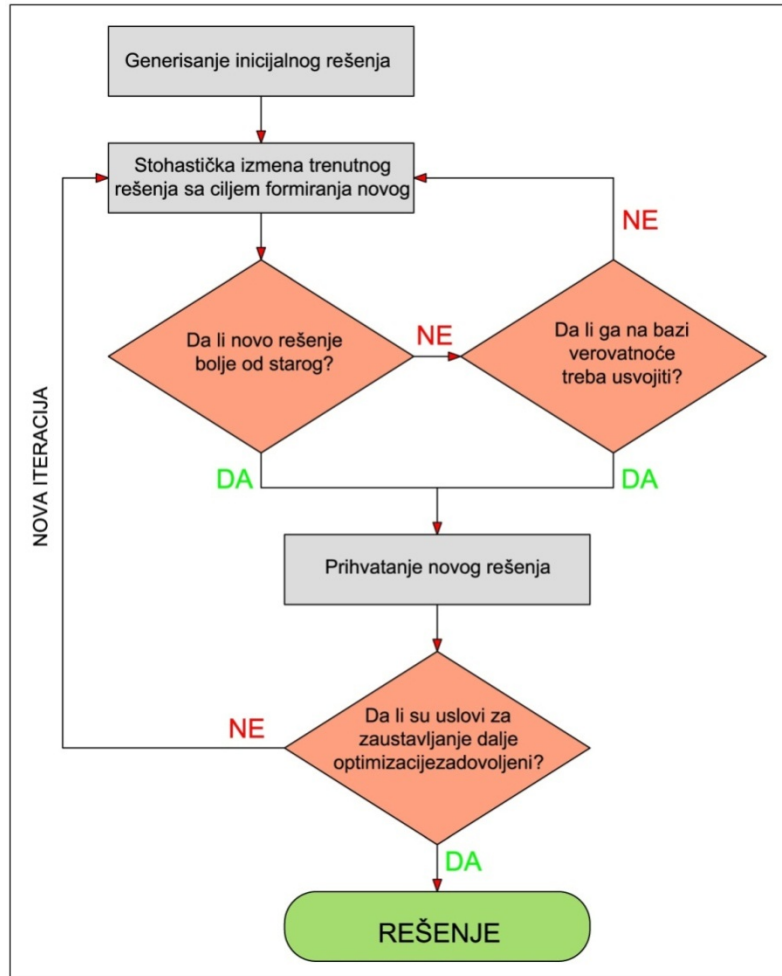 Generisanje inicijalnog rešenja
Stohastička izmena trenutnog
rešenja sa ciljem formiranja novog
NE
Da li novo rešenje
bolje od starog?
NE
Da li ga na bazi
verovatnoće
treba usvojiti?
DA
DA
NOVA ITERACIJA
Prihvatanje novog rešenja
NE
Da li su uslovi za
zaustavljanje dalje
optimizacijezadovoljeni?
DA
REŠENJE